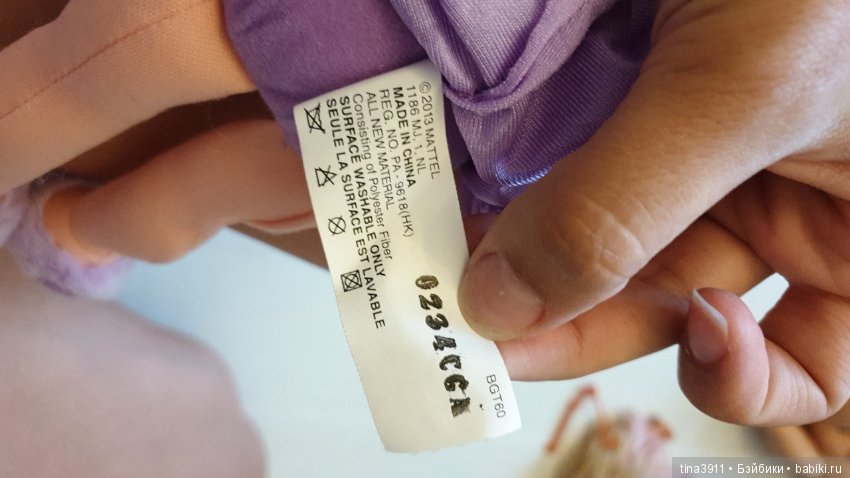 © 2013 MATTEL
1186 MJ, 1, NL
MADE IN CHINA
REG. NO. PA - 9618(HK)
ALL NEW MATERIAL
Consisting of Polyester Fiber
SURFACE WASHABLE ONLY
SEULE LA SURFACE EST LAVABLE
0234CGA
BGT60
tina3911 • Бэйбики • babiki.ru